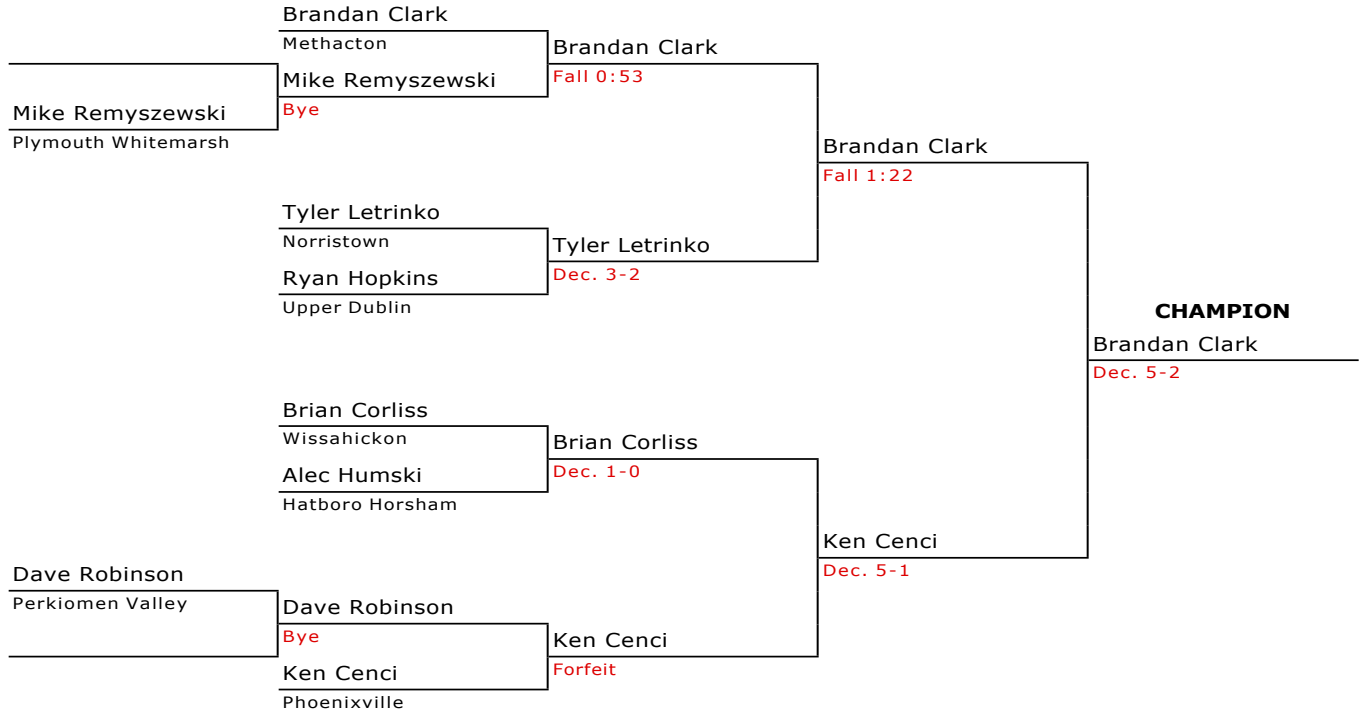 Brandan Clark
Methacton
Brandan Clark
Mike Remyszewski
Fall 0:53
Mike Remyszewski
Bye
Plymouth Whitemarsh
Brandan Clark
Fall 1:22
Tyler Letrinko
Norristown
Tyler Letrinko
Ryan Hopkins
Dec. 3-2
Upper Dublin
CHAMPION
Brandan Clark
Dec. 5-2
Brian Corliss
Wissahickon
Brian Corliss
Alec Humski
Dec. 1-0
Hatboro Horsham
Ken Cenci
Dec. 5-1
Dave Robinson
Perkiomen Valley
Dave Robinson
Bye
Ken Cenci
Ken Cenci
Forfeit
Phoenixville